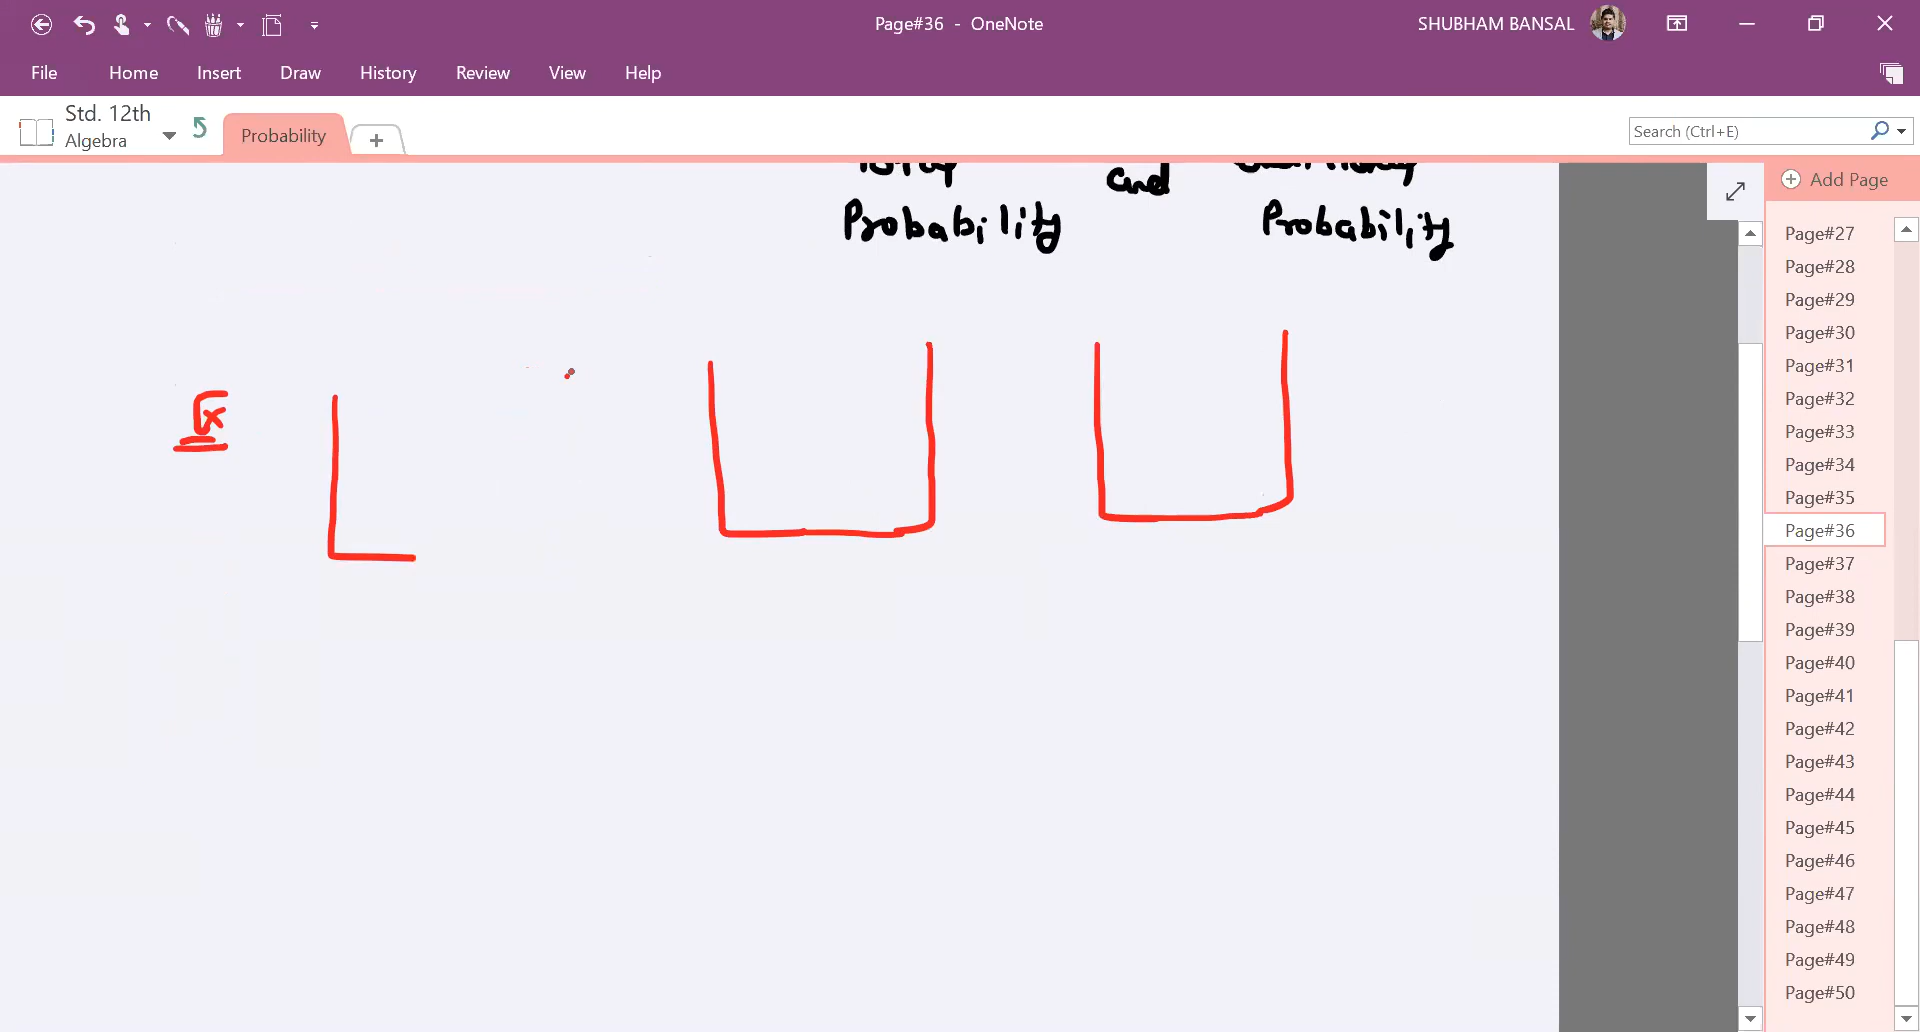 Page#36 - OneNote
SHUBHAM BANSAL
File Home Insert Draw History Review View Help
Std. 12th
Algebra
Probability
Search (Ctrl+E)
and
Probability Probability
Ex
Add Page
Page#27
Page#28
Page#29
Page#30
Page#31
Page#32
Page#33
Page#34
Page#35
Page#36
Page#37
Page#38
Page#39
Page#40
Page#41
Page#42
Page#43
Page#44
Page#45
Page#46
Page#47
Page#48
Page#49
Page#50